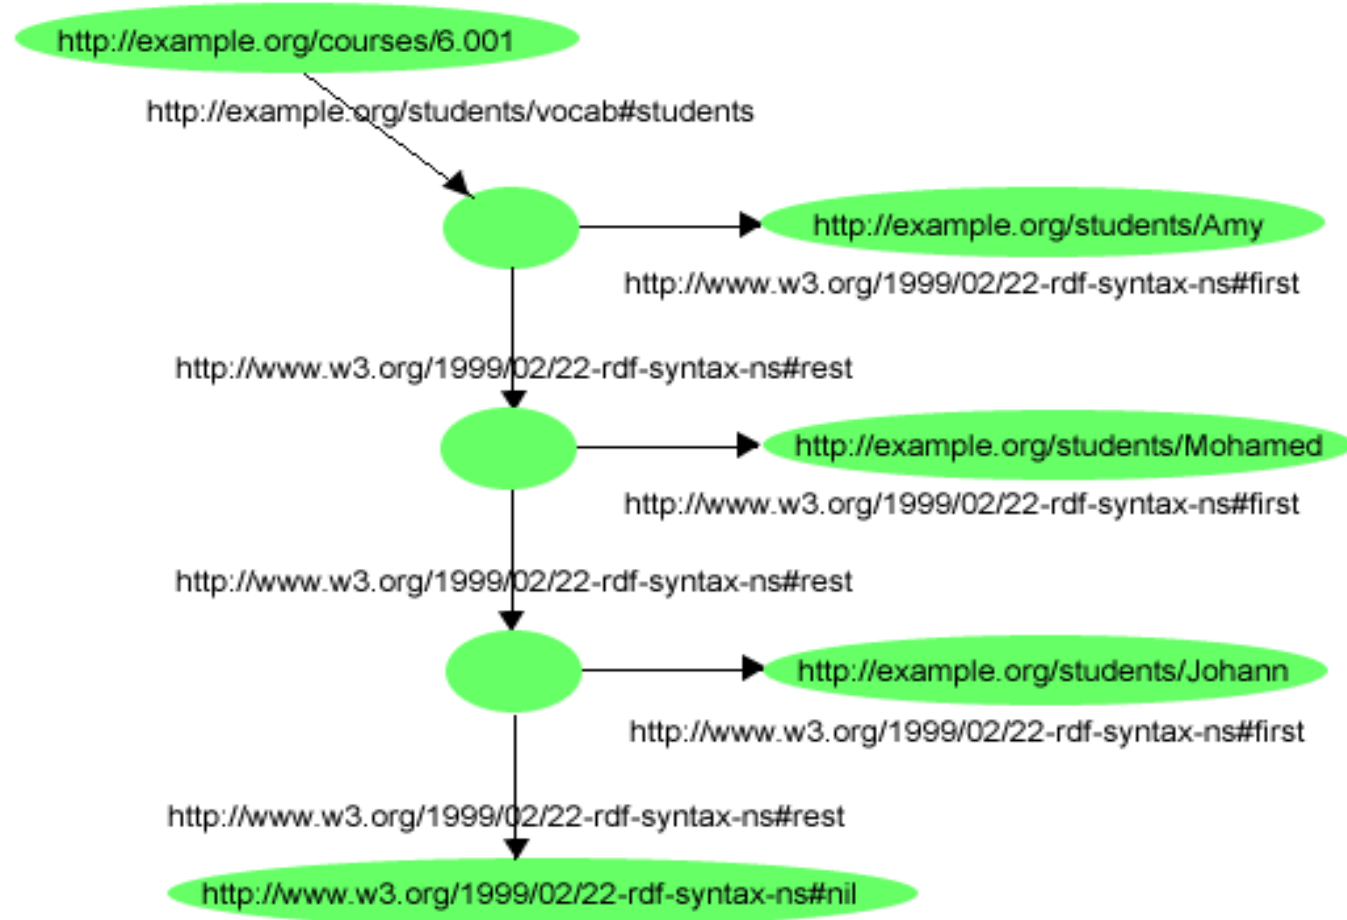 http://example.org/courses/6.001
http://example.org/students/vocab#students
http://example.org/students/Amy
http://www.w3.org/1999/02/22-rdf-syntax-ns#first
http://www.w3.org/1999/02/22-rdf-syntax-ns#rest
http://example.org/students/Mohamed
http://www.w3.org/1999/02/22-rdf-syntax-ns#first
http://www.w3.org/1999/02/22-rdf-syntax-ns#rest
http://example.org/students/Johann
http://www.w3.org/1999/02/22-rdf-syntax-ns#first
http://www.w3.org/1999/02/22-rdf-syntax-ns#rest
http://www.w3.org/1999/02/22-rdf-syntax-ns#nil